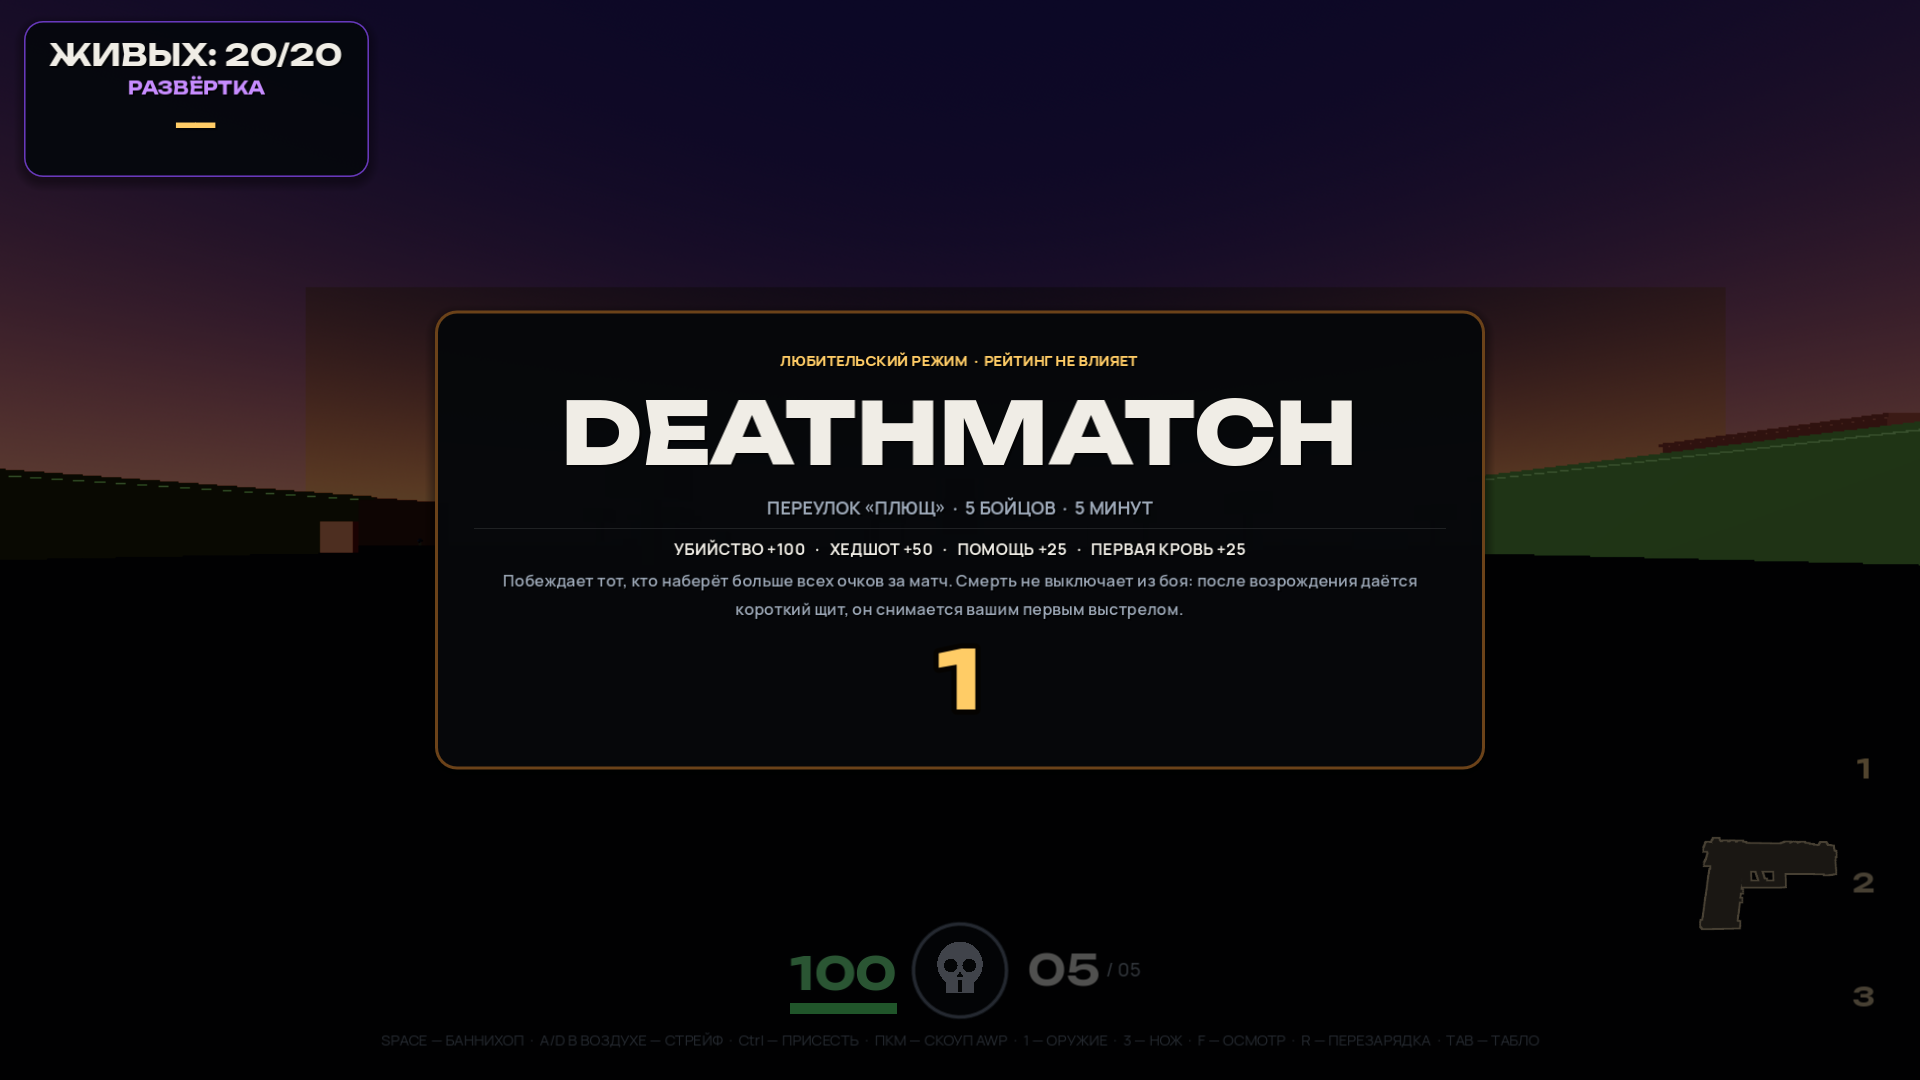 ЖИВЫХ: 20/20
РАЗВЁРТКА
—
ЛЮБИТЕЛЬСКИЙ РЕЖИМ · РЕЙТИНГ НЕ ВЛИЯЕТ
DEATHMATCH
ПЕРЕУЛОК «ПЛЮЩ» · 5 БОЙЦОВ · 5 МИНУТ
УБИЙСТВО +100 · ХЕДШОТ +50 · ПОМОЩЬ +25 · ПЕРВАЯ КРОВЬ +25
Побеждает тот, кто наберёт больше всех очков за матч. Смерть не выключает из боя: после возрождения даётся
короткий щит, он снимается вашим первым выстрелом.
1
1
2
3
100
05 / 05
SPACE — БАННИХОП · A/D В ВОЗДУХЕ — СТРЕЙФ · Ctrl — ПРИСЕСТЬ · ПКМ — СКОУП AWP · 1 — ОРУЖИЕ · 3 — НОЖ · F — ОСМОТР · R — ПЕРЕЗАРЯДКА · TAB — ТАБЛО